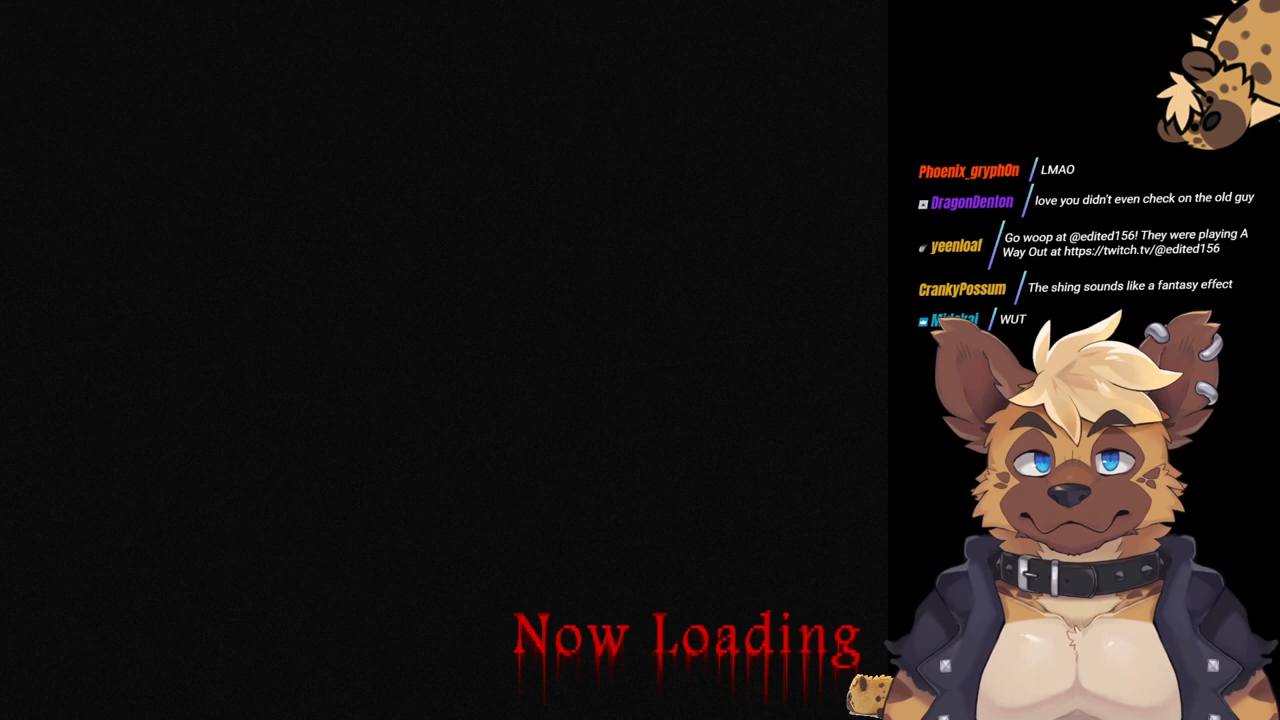 Phoenix_gryph0n / LMAO
DragonDenton / love you didn't even check on the old guy
yeenloaf / Go woop at @edited156! They were playing A
Way Out at https://twitch.tv/@edited156
CrankyPossum / The shing sounds like a fantasy effect
/ WUT
Now Loading